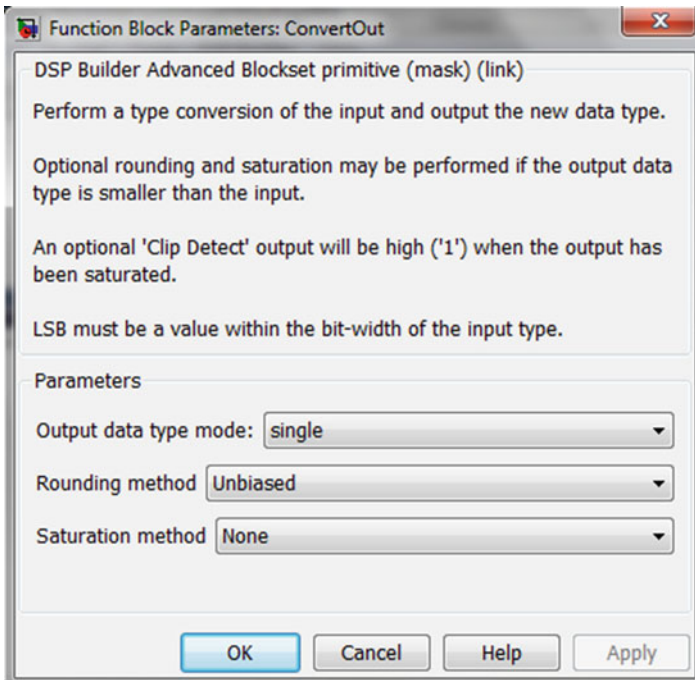 Function Block Parameters: ConvertOut
DSP Builder Advanced Blockset primitive (mask) (link)
Perform a type conversion of the input and output the new data type.
Optional rounding and saturation may be performed if the output data
type is smaller than the input.
An optional 'Clip Detect' output will be high ('1') when the output has
been saturated.
LSB must be a value within the bit-width of the input type.
Parameters
Output data type mode: single
Rounding method Unbiased
Saturation method None
OK Cancel Help Apply